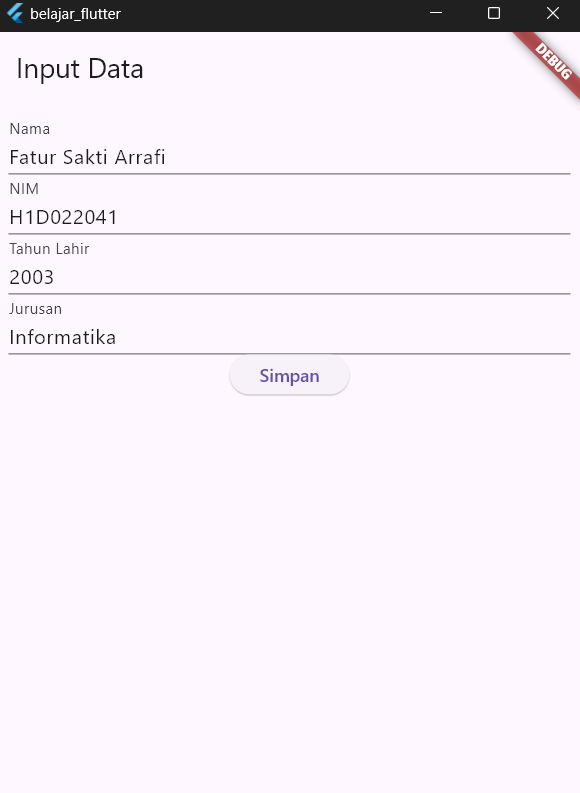 belajar_flutter
DEBUG
Input Data
Nama
Fatur Sakti Arrafi
NIM
H1D022041
Tahun Lahir
2003
Jurusan
Informatika
Simpan